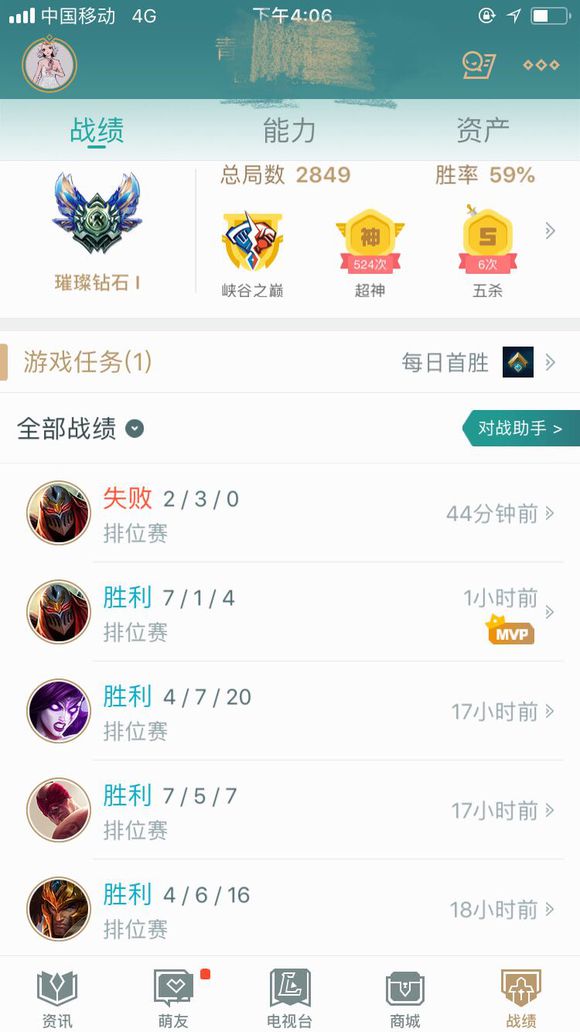 中国移动 4G 下午4:06
战绩 能力 资产
总局数 2849 胜率 59%
神 5
524次 6次
璀璨钻石 I 峡谷之巅 超神 五杀
游戏任务(1) 每日首胜
全部战绩 对战助手 >
失败 2 / 3 / 0
排位赛 44分钟前
胜利 7 / 1 / 4 1小时前
排位赛 MVP
胜利 4 / 7 / 20
排位赛 17小时前
胜利 7 / 5 / 7
排位赛 17小时前
胜利 4 / 6 / 16
排位赛 18小时前
资讯 萌友 电视台 商城 战绩